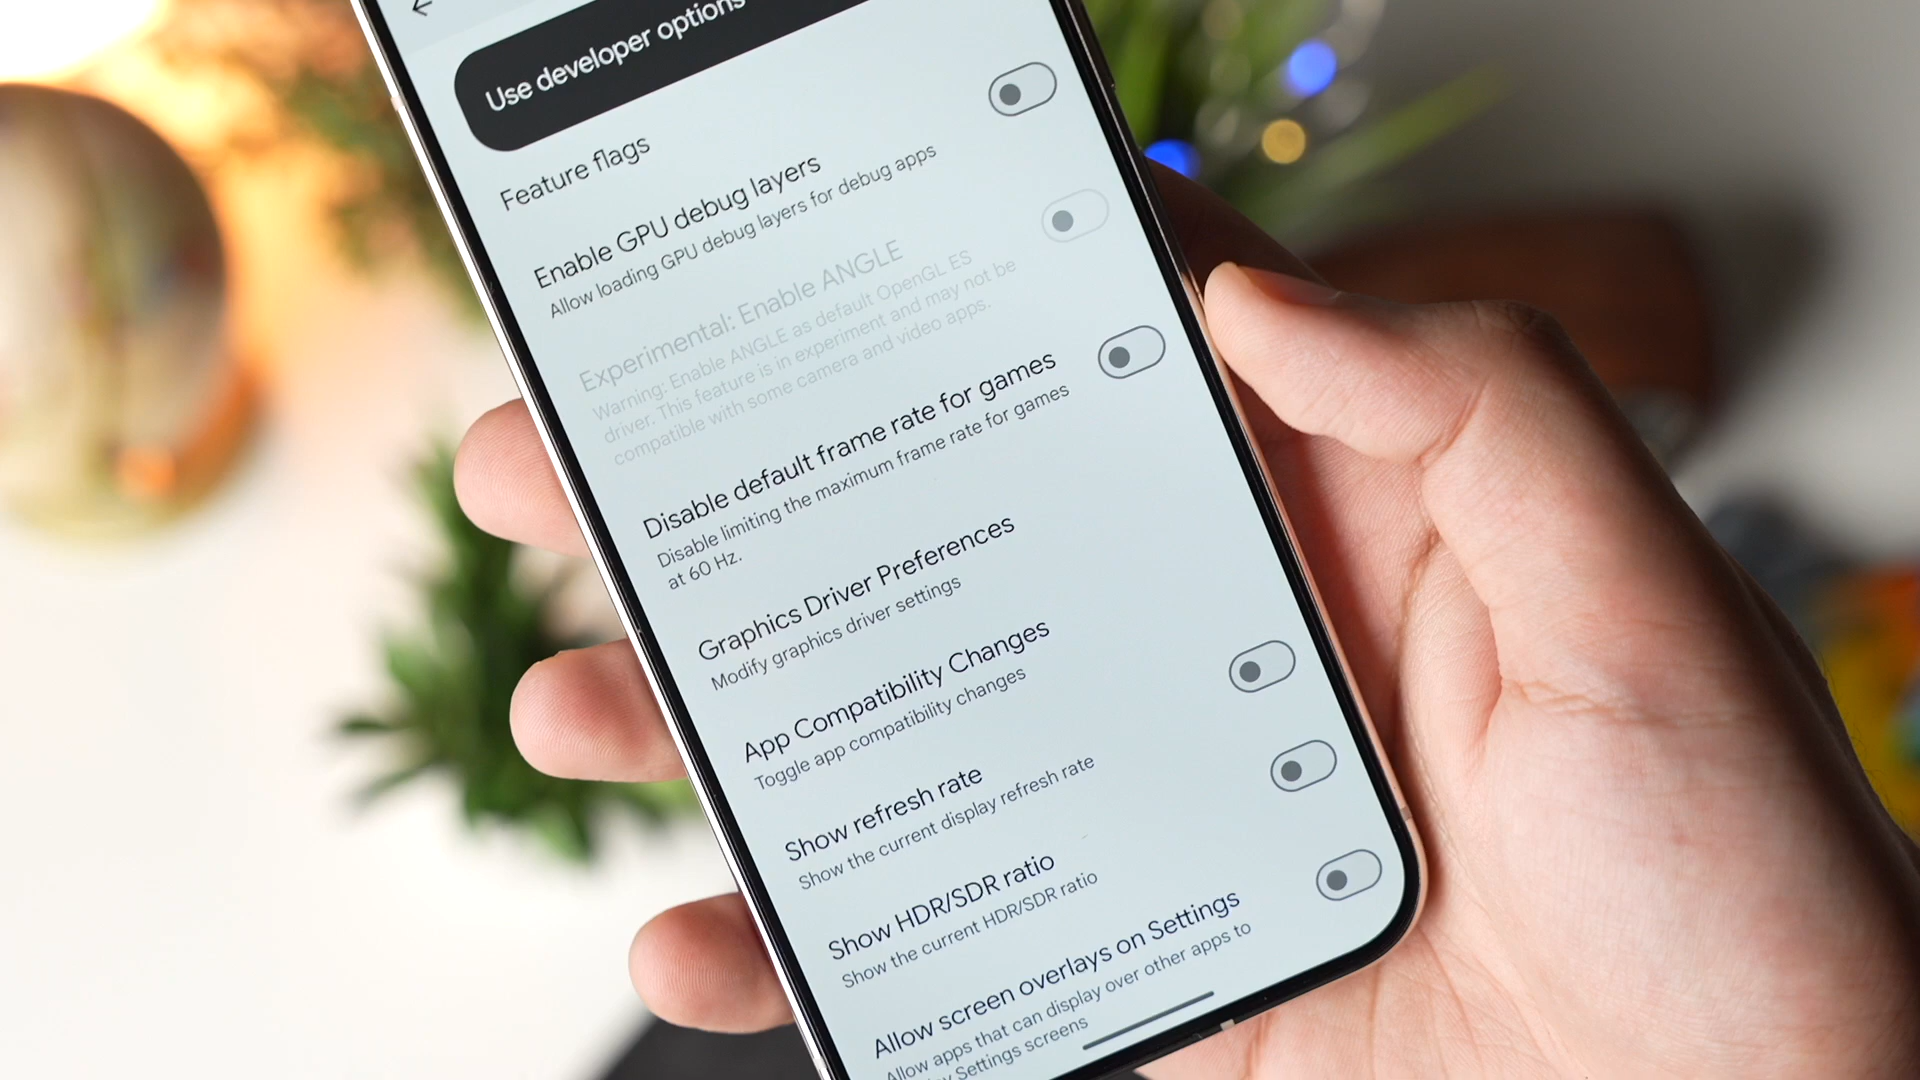 Use developer options
Feature flags
Enable GPU debug layers
Allow loading GPU debug layers for debug apps
Experimental: Enable ANGLE
Warning: Enable ANGLE as default OpenGL ES
driver. This feature is in experiment and may not be
compatible with some camera and video apps.
Disable default frame rate for games
Disable limiting the maximum frame rate for games
at 60 Hz.
Graphics Driver Preferences
Modify graphics driver settings
App Compatibility Changes
Toggle app compatibility changes
Show refresh rate
Show the current display refresh rate
Show HDR/SDR ratio
Show the current HDR/SDR ratio
Allow screen overlays on Settings
Allow apps that can display over other apps to
Settings screens